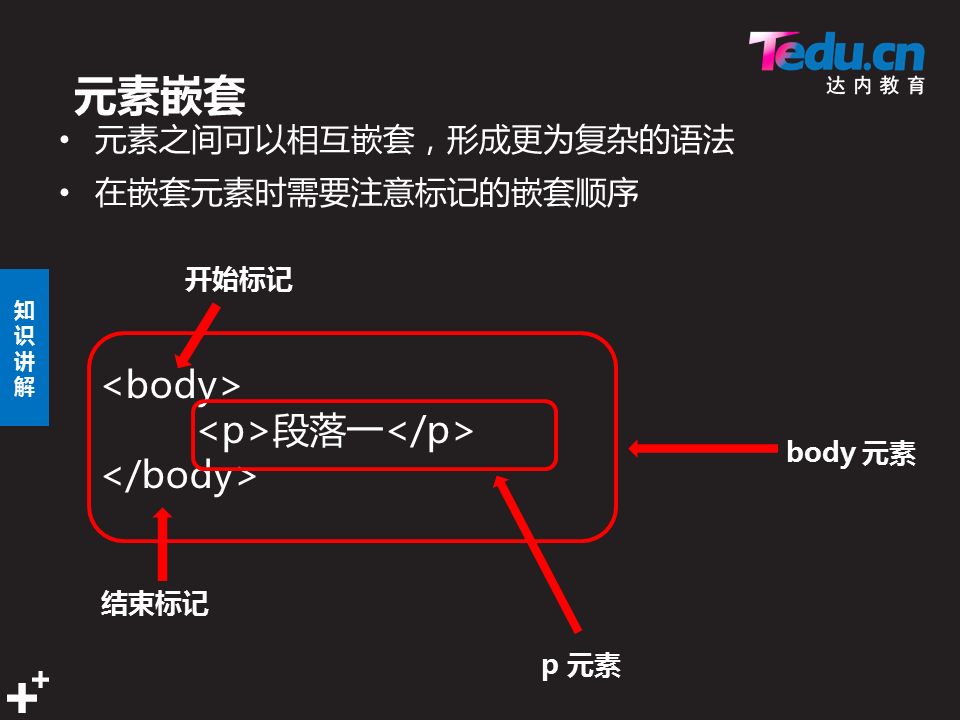 Tedu.cn
达内教育
元素嵌套
• 元素之间可以相互嵌套，形成更为复杂的语法
• 在嵌套元素时需要注意标记的嵌套顺序
开始标记
知识讲解
<body>
<p>段落一</p>
</body>
body 元素
结束标记
p 元素